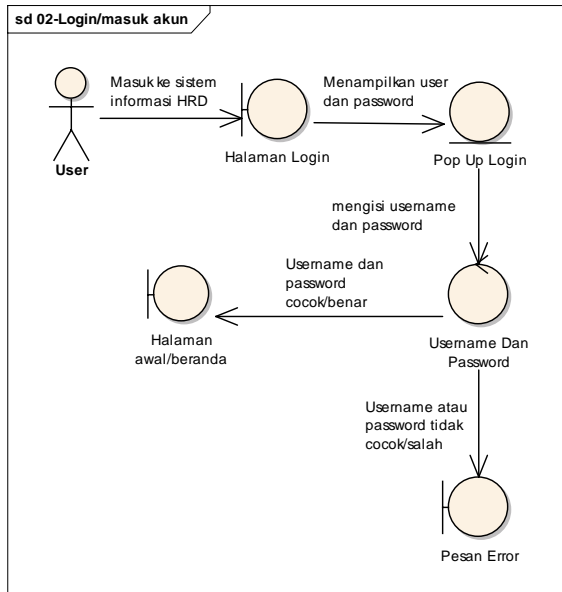 sd 02-Login/masuk akun
Masuk ke sistem
informasi HRD
Menampilkan user
dan password
User
Halaman Login
Pop Up Login
mengisi username
dan password
Username dan
password
cocok/benar
Halaman
awal/beranda
Username Dan
Password
Username atau
password tidak
cocok/salah
Pesan Error